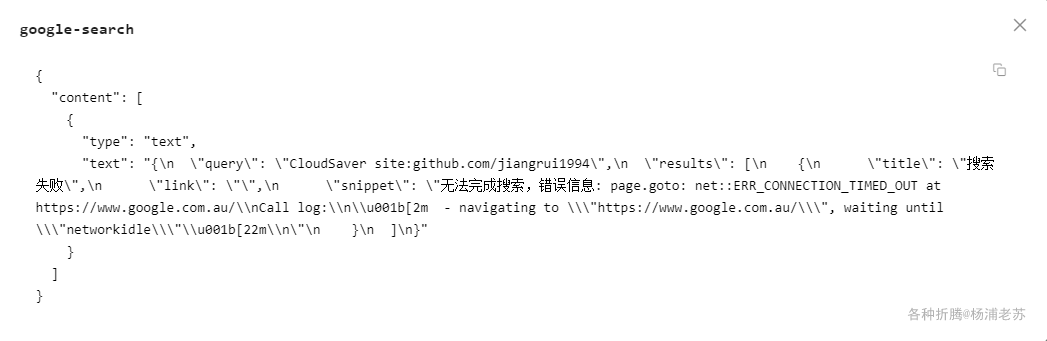 google-search
{
"content": [
{
"type": "text",
"text": "{\n  \"query\": \"CloudSaver site:github.com/jiangrui1994\",\n  \"results\": [\n    {\n      \"title\": \"搜索
失败\",\n      \"link\": \"\",\n      \"snippet\": \"无法完成搜索，错误信息: page.goto: net::ERR_CONNECTION_TIMED_OUT at
https://www.google.com.au/\\nCall log:\\n\\u001b[2m  - navigating to \\\"https://www.google.com.au/\\\", waiting until
\\\"networkidle\\\"\\u001b[22m\\n\"\n    }\n  ]\n}"
}
]
}
各种折腾@杨浦老苏